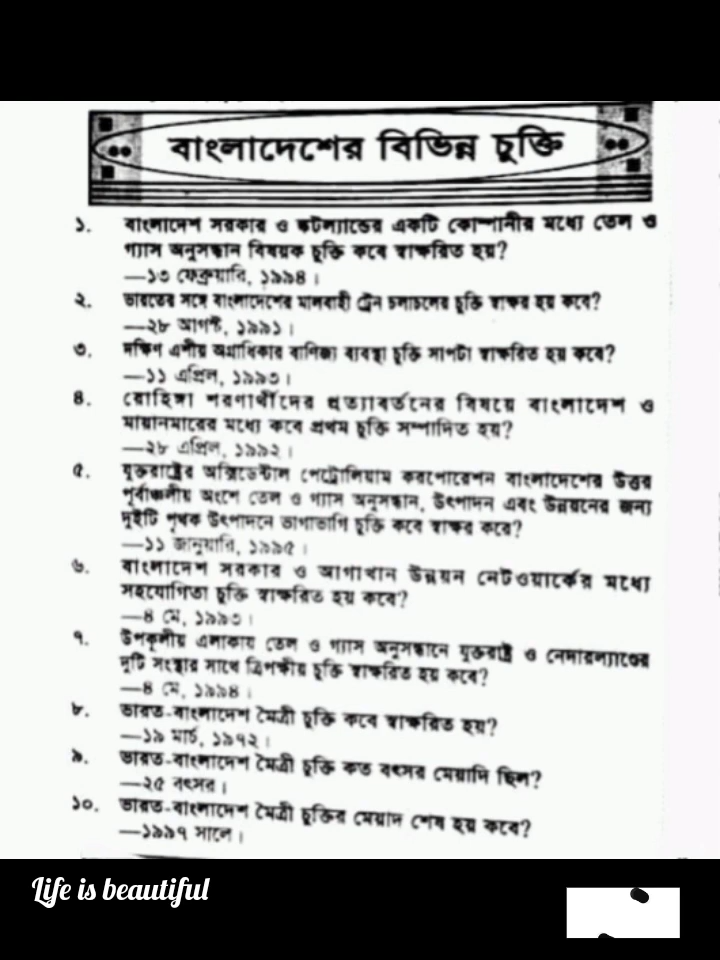 বাংলাদেশের বিভিন্ন চুক্তি
১. বাংলাদেশ সরকার ও স্কটল্যান্ডের একটি কোম্পানীর মধ্যে তেল ও
গ্যাস অনুসন্ধান বিষয়ক চুক্তি কবে স্বাক্ষরিত হয়?
—১৩ ফেব্রুয়ারি, ১৯৯৪।
২. ভারতের সঙ্গে বাংলাদেশের মালবাহী ট্রেন চলাচলের চুক্তি স্বাক্ষর হয় কবে?
—২৮ আগস্ট, ১৯৯১।
৩. দক্ষিণ এশীয় অগ্রাধিকার বাণিজ্য ব্যবস্থা চুক্তি সাপটা স্বাক্ষরিত হয় কবে?
—১১ এপ্রিল, ১৯৯৩।
৪. রোহিঙ্গা শরণার্থীদের প্রত্যাবর্তনের বিষয়ে বাংলাদেশ ও
মায়ানমারের মধ্যে কবে প্রথম চুক্তি সম্পাদিত হয়?
—২৮ এপ্রিল, ১৯৯২।
৫. যুক্তরাষ্ট্রের অক্সিডেন্টাল পেট্রোলিয়াম করপোরেশন বাংলাদেশের উত্তর
পূর্বাঞ্চলীয় অংশে তেল ও গ্যাস অনুসন্ধান, উৎপাদন এবং উন্নয়নের জন্য
দুইটি পৃথক উৎপাদনে ভাগাভাগি চুক্তি কবে স্বাক্ষর করে?
—১১ জানুয়ারি, ১৯৯৫।
৬. বাংলাদেশ সরকার ও আগাখান উন্নয়ন নেটওয়ার্কের মধ্যে
সহযোগিতা চুক্তি স্বাক্ষরিত হয় কবে?
—৪ মে, ১৯৯৩।
৭. উপকূলীয় এলাকায় তেল ও গ্যাস অনুসন্ধানে যুক্তরাষ্ট্র ও নেদারল্যাণ্ডের
দুটি সংস্থার সাথে ত্রিপক্ষীয় চুক্তি স্বাক্ষরিত হয় কবে?
—৪ মে, ১৯৯৪।
৮. ভারত-বাংলাদেশ মৈত্রী চুক্তি কবে স্বাক্ষরিত হয়?
—১৯ মার্চ, ১৯৭২।
৯. ভারত-বাংলাদেশ মৈত্রী চুক্তি কত বৎসর মেয়াদি ছিল?
—২৫ বৎসর।
১০. ভারত-বাংলাদেশ মৈত্রী চুক্তির মেয়াদ শেষ হয় কবে?
—১৯৯৭ সালে।
Life is beautiful